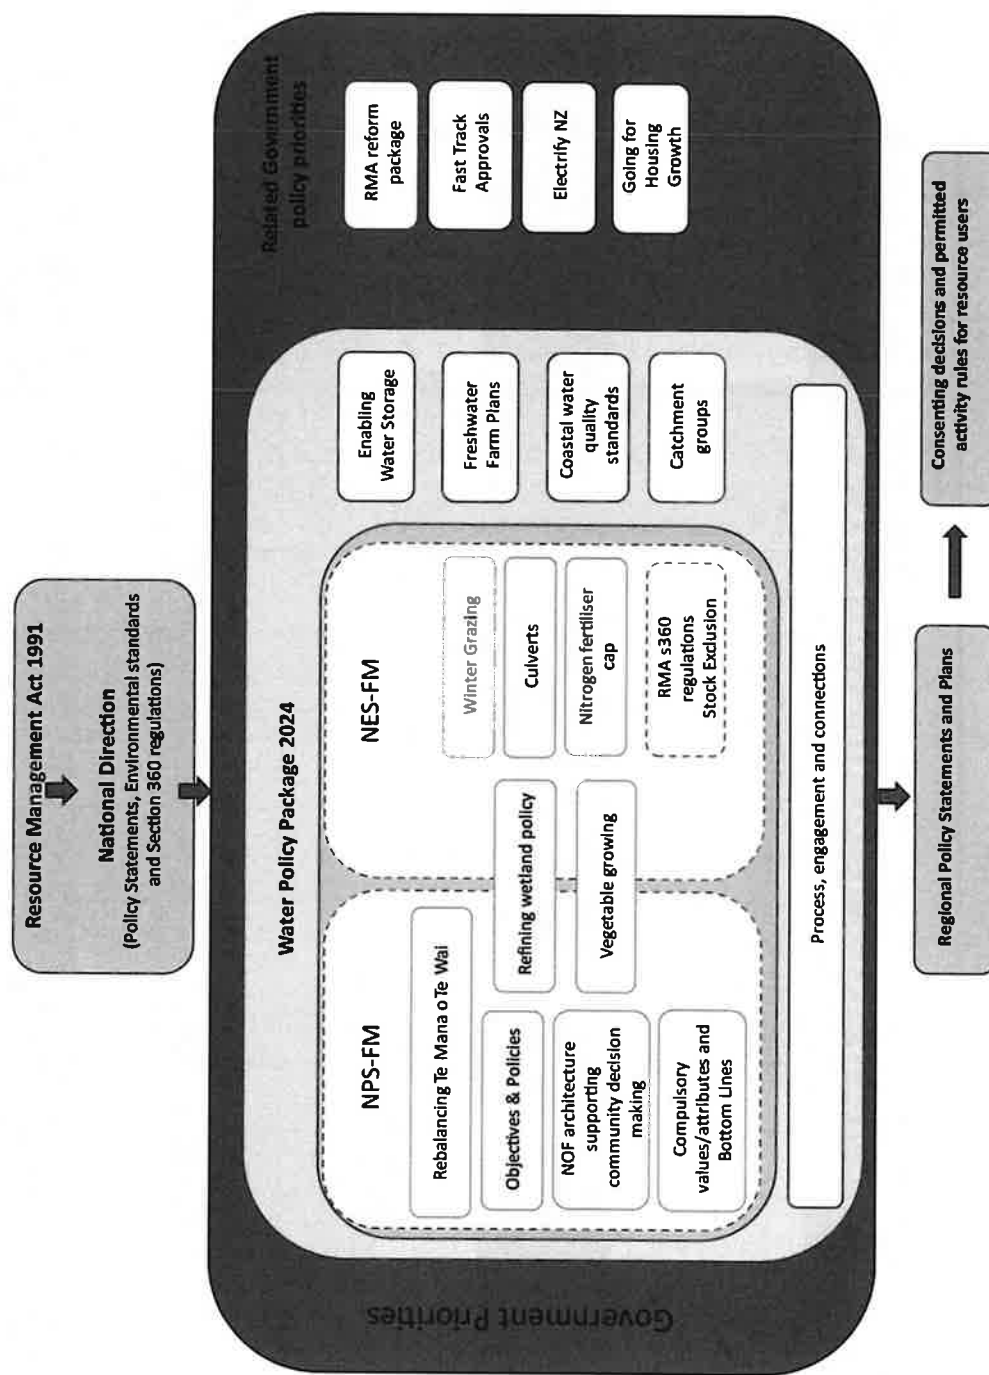 Resource Management Act 1991
National Direction
(Policy Statements, Environmental standards
and Section 360 regulations)
Government Priorities
Water Policy Package 2024
NPS-FM
Rebalancing Te Mana o Te Wai
Objectives & Policies
NOF architecture
supporting
community decision
making
Compulsory
values/attributes and
Bottom Lines
Refining wetland policy
Vegetable growing
NES-FM
Winter Grazing
Culverts
Nitrogen fertiliser
cap
RMA s360
regulations
Stock Exclusion
Enabling
Water Storage
Freshwater
Farm Plans
Coastal water
quality
standards
Catchment
groups
Process, engagement and connections
Related Government
policy priorities
RMA reform
package
Fast Track
Approvals
Electrify NZ
Going for
Housing
Growth
Regional Policy Statements and Plans
Consenting decisions and permitted
activity rules for resource users